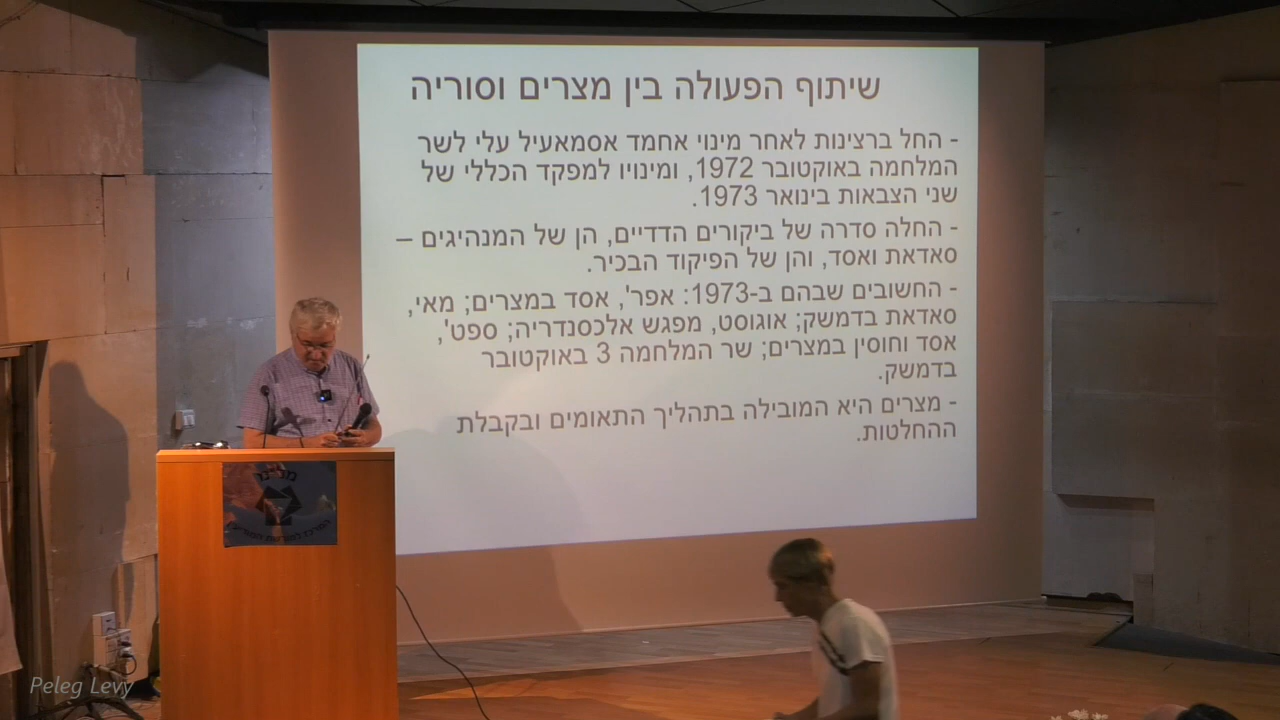 שיתוף הפעולה בין מצרים וסוריה
- החל ברצינות לאחר מינוי אחמד אסמאעיל עלי לשר
המלחמה באוקטובר 1972, ומינויו למפקד הכללי של
שני הצבאות בינואר 1973.
- החלה סדרה של ביקורים הדדיים, הן של המנהיגים –
סאדאת ואסד, והן של הפיקוד הבכיר.
- החשובים שבהם ב-1973: אפר', אסד במצרים; מאי,
סאדאת בדמשק; אוגוסט, מפגש אלכסנדריה; ספט',
אסד וחוסין במצרים; שר המלחמה 3 באוקטובר
בדמשק.
- מצרים היא המובילה בתהליך התאומים ובקבלת
ההחלטות.
Peleg Levy